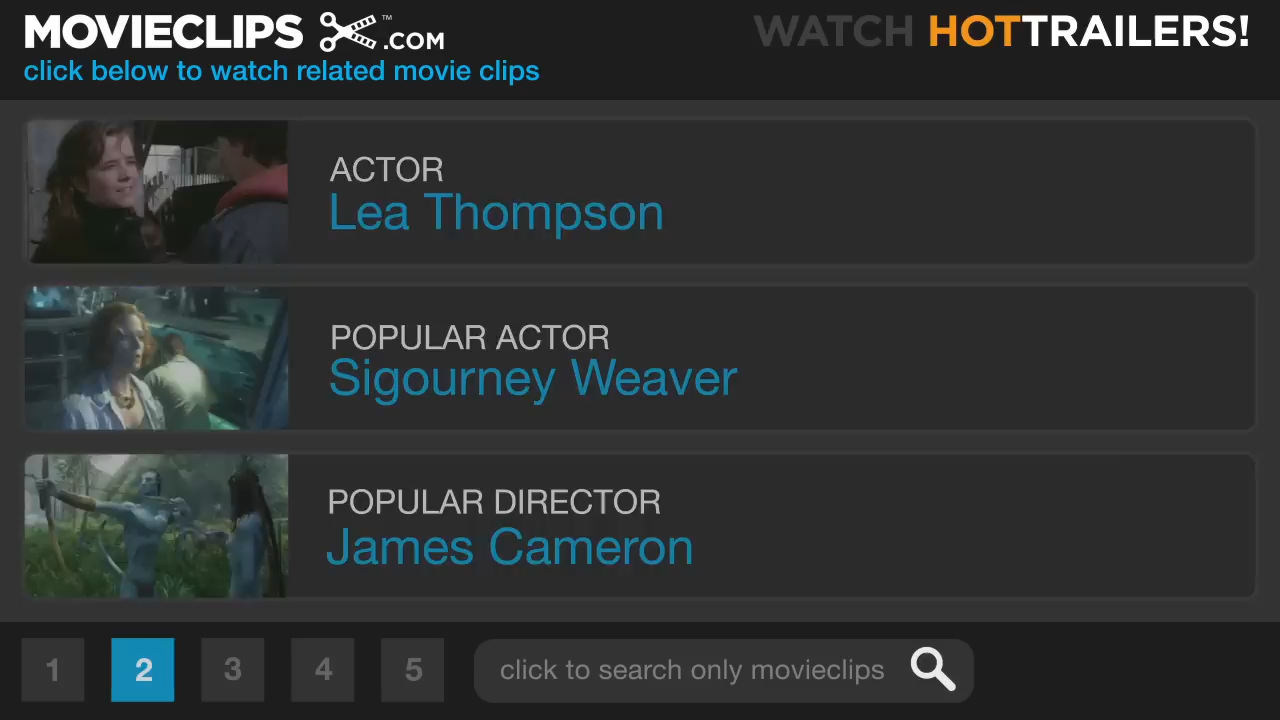 MOVIECLIPS ™ .COM
WATCH HOTTRAILERS!
click below to watch related movie clips
ACTOR
Lea Thompson
POPULAR ACTOR
Sigourney Weaver
POPULAR DIRECTOR
James Cameron
1 2 3 4 5 click to search only movieclips